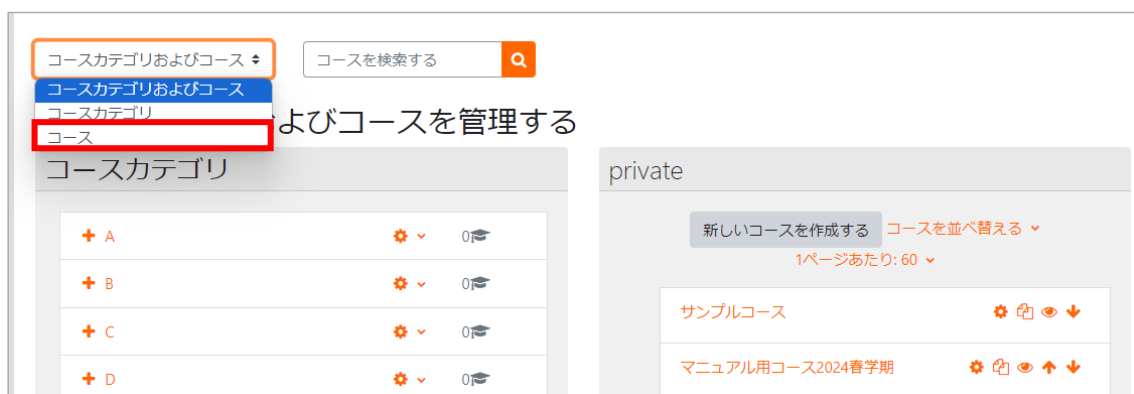 コースカテゴリおよびコース
コースを検索する
コースカテゴリおよびコース
コースカテゴリ
コース
よびコースを管理する
コースカテゴリ
private
A
0
B
0
C
0
D
0
新しいコースを作成する コースを並べ替える
1ページあたり: 60
サンプルコース
マニュアル用コース2024春学期